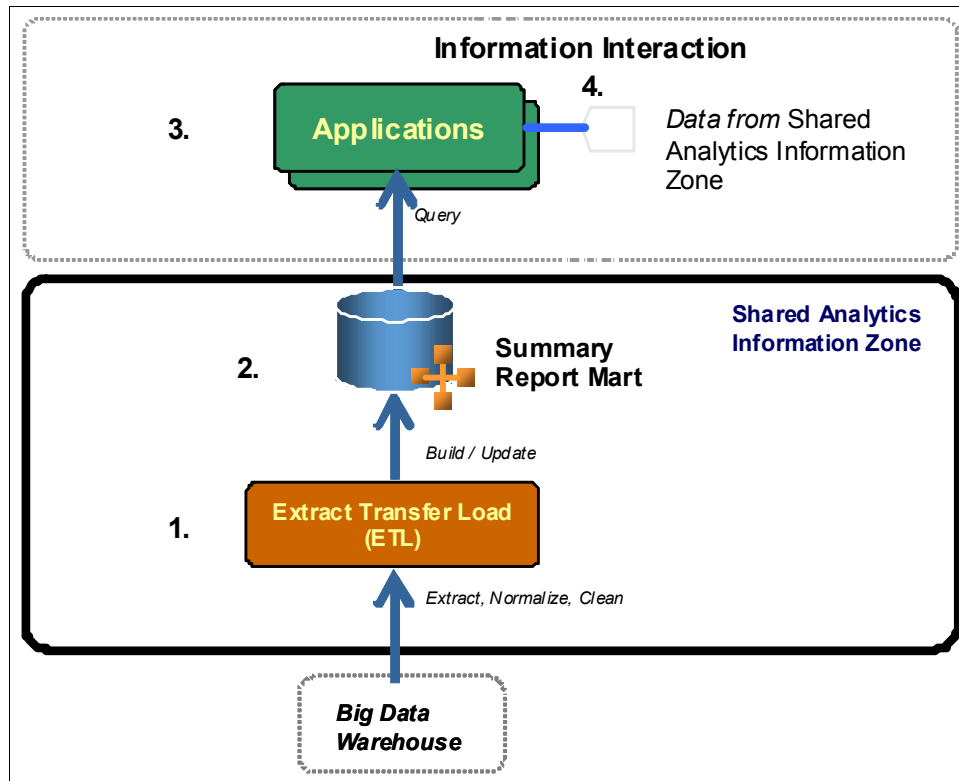 Information Interaction
4.
3.
Applications
Data from Shared
Analytics Information
Zone
Query
Shared Analytics
Information Zone
2.
Summary
Report Mart
Build / Update
1.
Extract Transfer Load
(ETL)
Extract, Normalize, Clean
Big Data
Warehouse